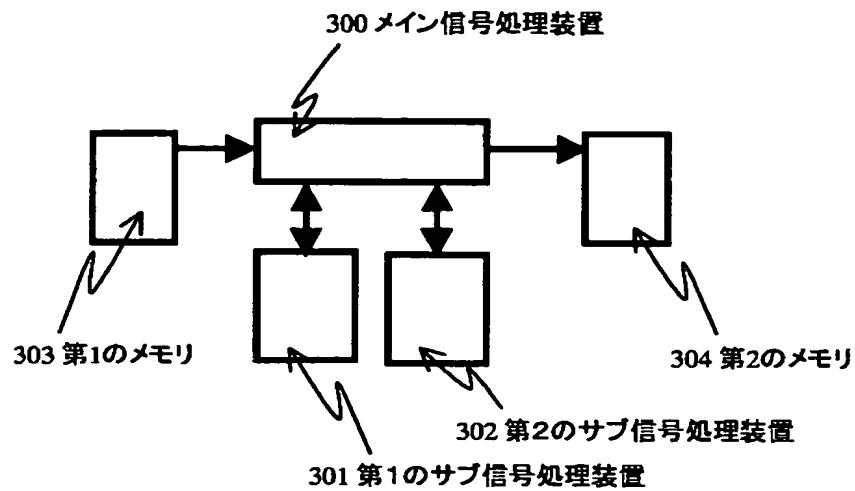 300 メイン信号処理装置
303 第1のメモリ
304 第2のメモリ
302 第２のサブ信号処理装置
301 第１のサブ信号処理装置